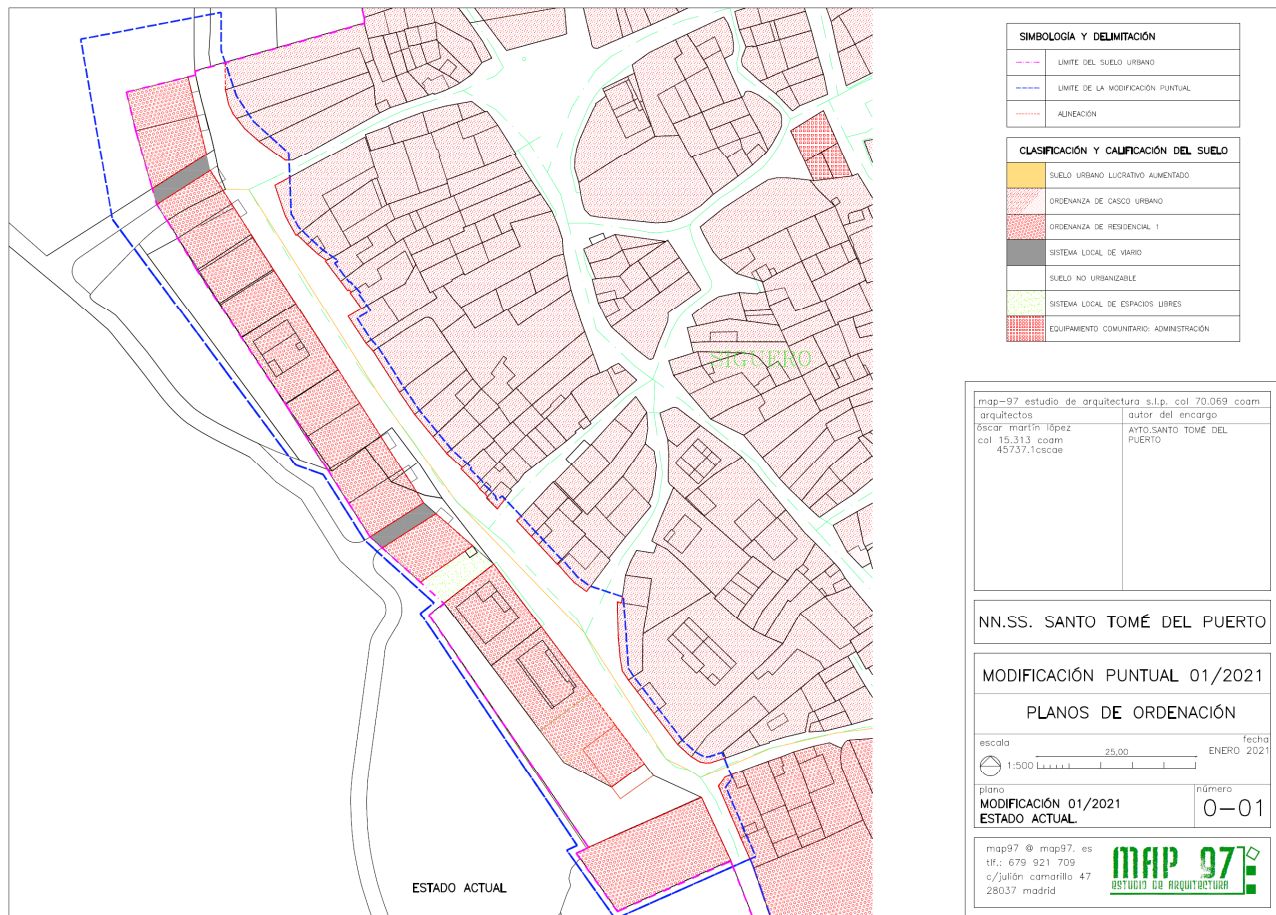 SIMBOLOGÍA Y DELIMITACIÓN
LIMITE DEL SUELO URBANO
LIMITE DE LA MODIFICACIÓN PUNTUAL
ALINEACIÓN
CLASIFICACIÓN Y CALIFICACIÓN DEL SUELO
SUELO URBANO LUCRATIVO AUMENTADO
ORDENANZA DE CASCO URBANO
ORDENANZA DE RESIDENCIAL 1
SISTEMA LOCAL DE VIARIO
SUELO NO URBANIZABLE
SISTEMA LOCAL DE ESPACIOS LIBRES
EQUIPAMIENTO COMUNITARIO: ADMINISTRACIÓN
SIGUERO
ESTADO ACTUAL
map-97 estudio de arquitectura s.l.p. col 70.069 coam
arquitectos
óscar martín lópez
col 15.313 coam
45737.1cscae
autor del encargo
AYTO.SANTO TOMÉ DEL
PUERTO
NN.SS. SANTO TOMÉ DEL PUERTO
MODIFICACIÓN PUNTUAL 01/2021
PLANOS DE ORDENACIÓN
escala
1:500
25,00
fecha
ENERO 2021
plano
MODIFICACIÓN 01/2021
ESTADO ACTUAL.
número
O-01
map97 @ map97. es
tlf.: 679 921 709
c/julián camarillo 47
28037 madrid
MAP 97
ESTUDIO DE ARQUITECTURA